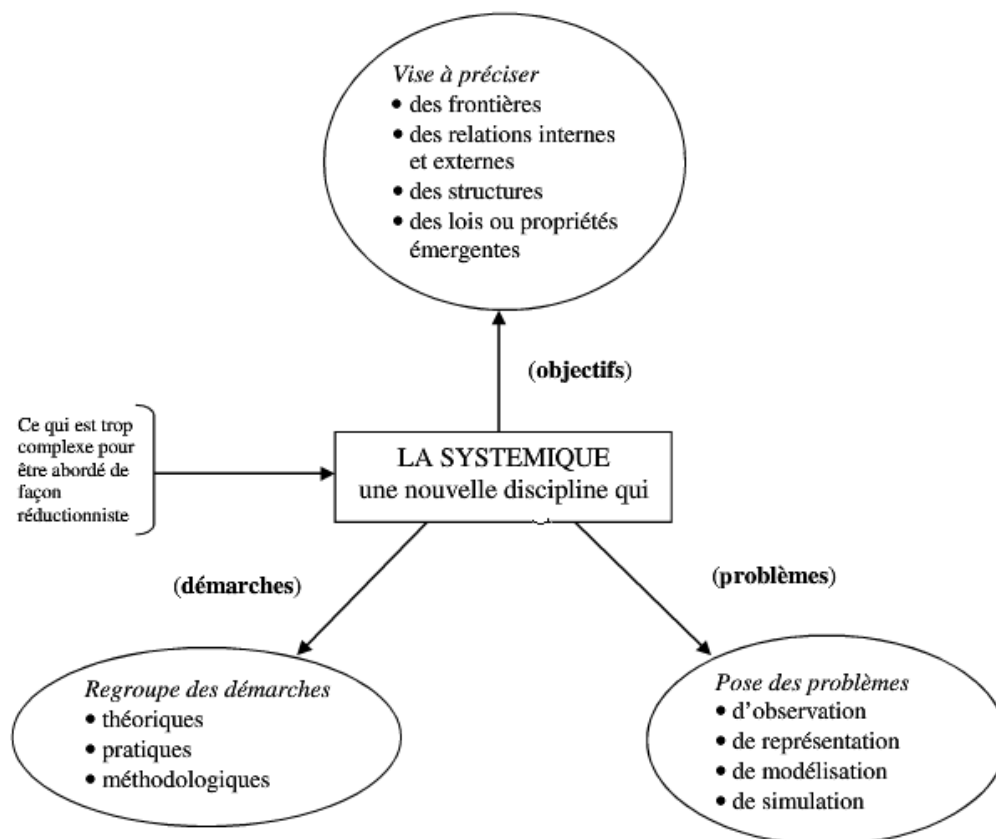 Vise à préciser
• des frontières
• des relations internes
et externes
• des structures
• des lois ou propriétés
émergentes
(objectifs)
Ce qui est trop
complexe pour
être abordé de
façon
réductionniste
LA SYSTEMIQUE
une nouvelle discipline qui
(démarches)
(problèmes)
Regroupe des démarches
• théoriques
• pratiques
• méthodologiques
Pose des problèmes
• d'observation
• de représentation
• de modélisation
• de simulation